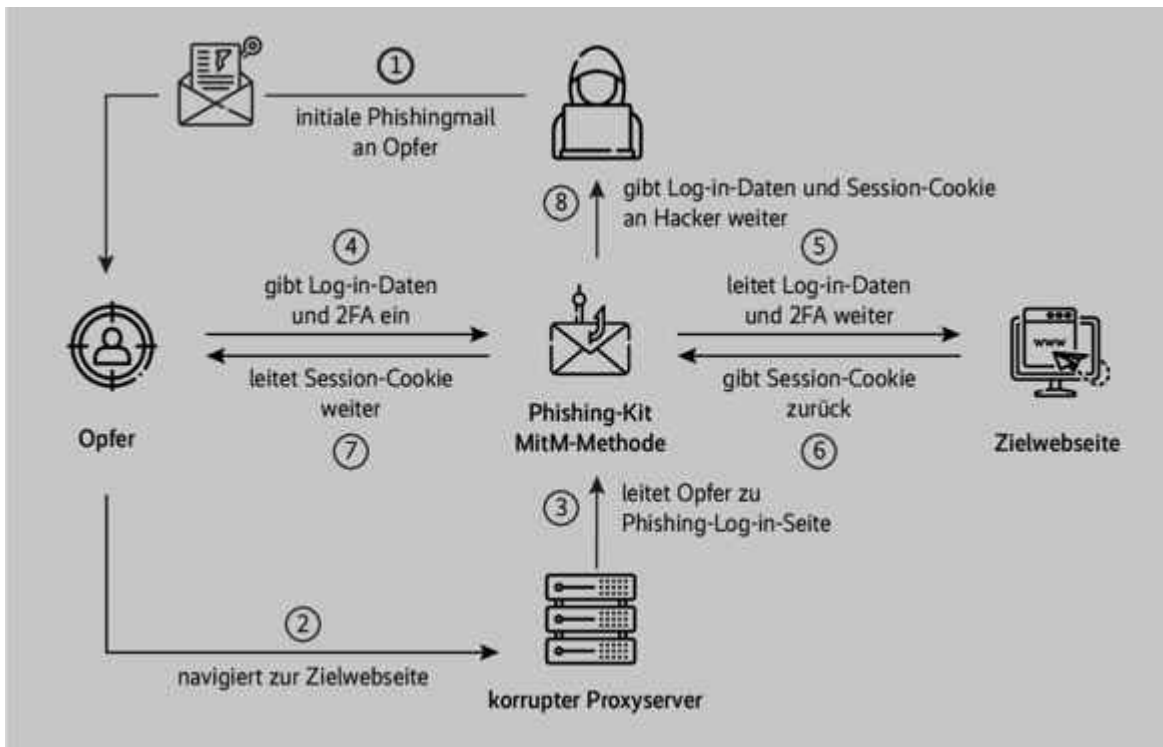 ①
initiale Phishingmail
an Opfer
⑧
gibt Log-in-Daten und Session-Cookie
an Hacker weiter
④
gibt Log-in-Daten
und 2FA ein
⑤
leitet Log-in-Daten
und 2FA weiter
www
leitet Session-Cookie
weiter
⑦
gibt Session-Cookie
zurück
⑥
Opfer
Phishing-Kit
MitM-Methode
Zielwebseite
③
leitet Opfer zu
Phishing-Log-in-Seite
②
navigiert zur Zielwebseite
korrupter Proxyserver